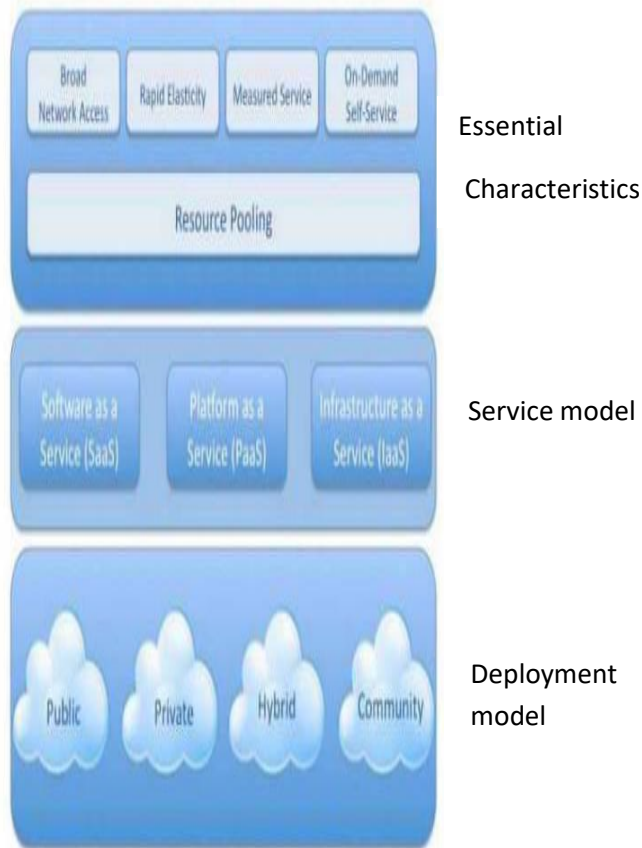 Broad
Network Access
Rapid Elasticity
Measured Service
On-Demand
Self-Service
Essential
Characteristics
Resource Pooling
Software as a
Service (SaaS)
Platform as a
Service (PaaS)
Infrastructure as a
Service (IaaS)
Service model
Public
Private
Hybrid
Community
Deployment
model